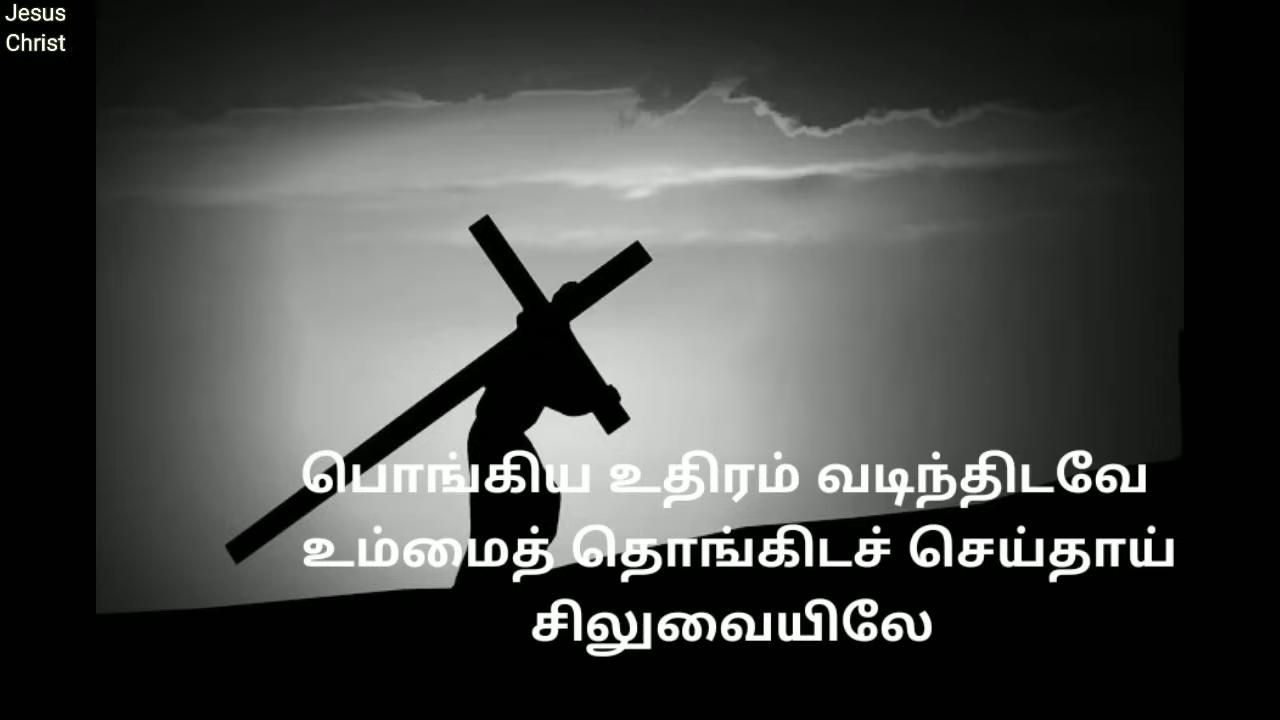 Jesus
Christ
பொங்கிய உதிரம் வடிந்திடவே
உம்மைத் தொங்கிடச் செய்தாய்
சிலுவையிலே